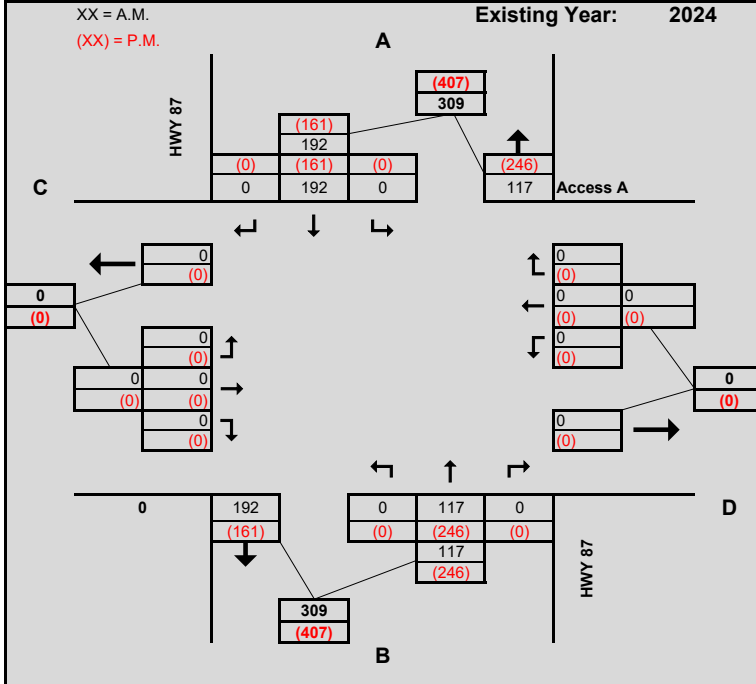 XX = A.M.
Existing Year: 2024
(XX) = P.M.
A
HWY 87
(407)
309
(161)
192
(0) (161) (0) (246)
0 192 0 117 Access A
C
0
(0)
0
(0)
0
(0)
0 0
(0) (0)
0
(0)
0
(0)
0 0
(0) (0)
0
(0)
0
(0)
0
(0)
0 192 0 117 0
(161) (0) (246) (0)
117
(246)
D
HWY 87
309
(407)
B